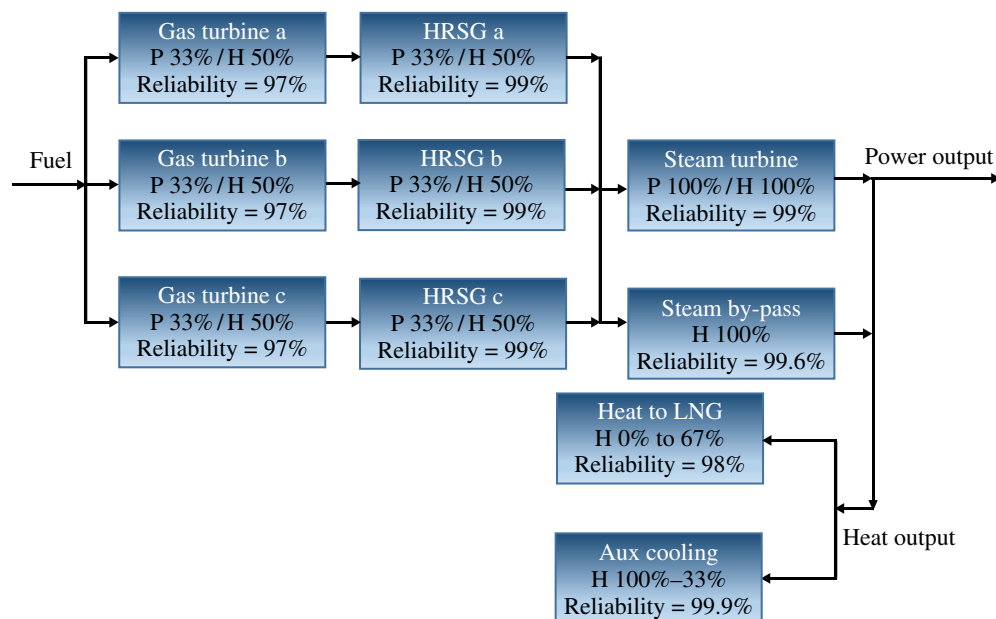 Gas turbine a
P 33% / H 50%
Reliability = 97%
HRSG a
P 33% / H 50%
Reliability = 99%
Fuel
Gas turbine b
P 33% / H 50%
Reliability = 97%
HRSG b
P 33% / H 50%
Reliability = 99%
Steam turbine
P 100% / H 100%
Reliability = 99%
Power output
Gas turbine c
P 33% / H 50%
Reliability = 97%
HRSG c
P 33% / H 50%
Reliability = 99%
Steam by-pass
H 100%
Reliability = 99.6%
Heat to LNG
H 0% to 67%
Reliability = 98%
Heat output
Aux cooling
H 100%–33%
Reliability = 99.9%